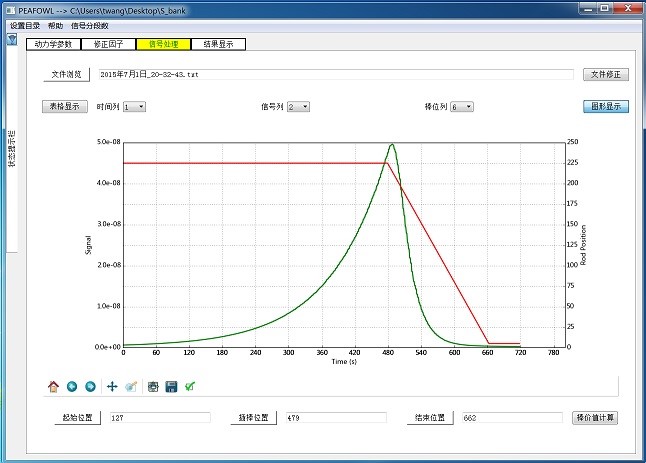 PEAFOWL --> C:\Users\twang\Desktop\S_bank
设置目录 帮助 信号分段数
动力学参数 修正因子 信号处理 结果显示
状态提示栏
文件浏览 2015年7月1日_20-32-43.txt 文件修正
表格显示 时间列 1 信号列 2 棒位列 6 图形显示
5.0e-08 250
225
4.0e-08 200
175
3.0e-08 150
Signal 125 Rod Position
2.0e-08 100
75
1.0e-08 50
25
0.0e+00 0
0 60 120 180 240 300 360 420 480 540 600 660 720 780
Time (s)
起始位置 127 插棒位置 479 结束位置 662 棒价值计算